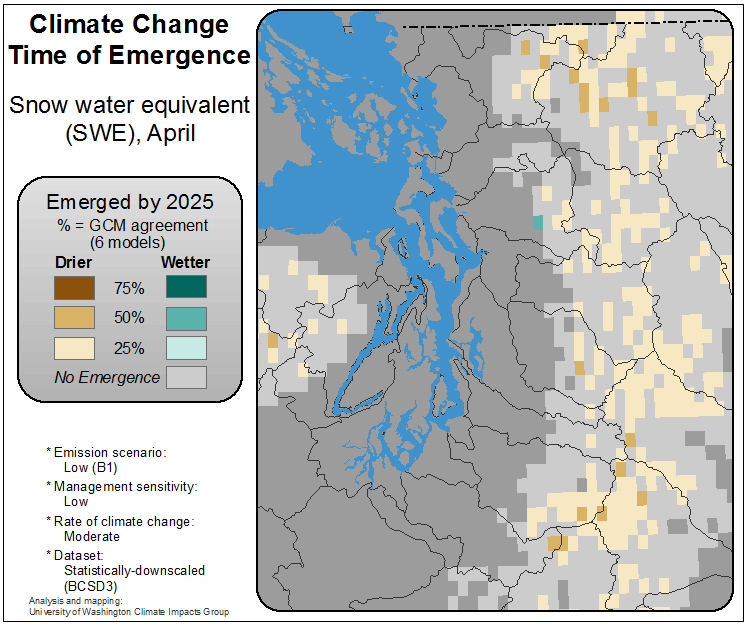 Climate Change
Time of Emergence
Snow water equivalent
(SWE), April
Emerged by 2025
% = GCM agreement
(6 models)
Drier Wetter
75%
50%
25%
No Emergence
* Emission scenario:
Low (B1)
* Management sensitivity:
Low
* Rate of climate change:
Moderate
* Dataset:
Statistically-downscaled
(BCSD3)
Analysis and mapping:
University of Washington Climate Impacts Group